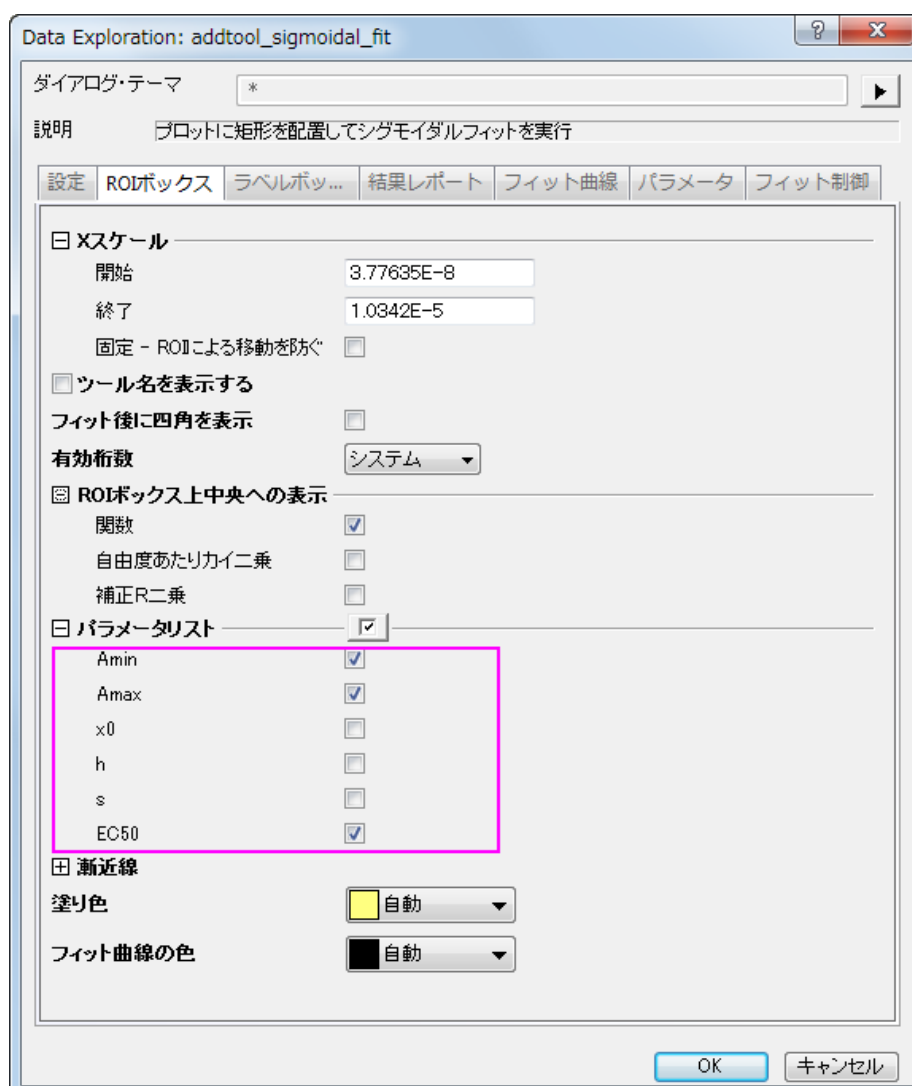 Data Exploration: addtool_sigmoidal_fit
ダイアログ・テーマ *
説明 プロットに矩形を配置してシグモイダルフィットを実行
設定 ROIボックス ラベルボッ... 結果レポート フィット曲線 パラメータ フィット制御
Xスケール
開始 3.77635E-8
終了 1.0342E-5
固定 - ROIによる移動を防ぐ
ツール名を表示する
フィット後に四角を表示
有効桁数 システム
ROIボックス上中央への表示
関数
自由度あたりカイ二乗
補正R二乗
パラメータリスト
Amin
Amax
x0
h
s
EC50
漸近線
塗り色 自動
フィット曲線の色 自動
OK キャンセル